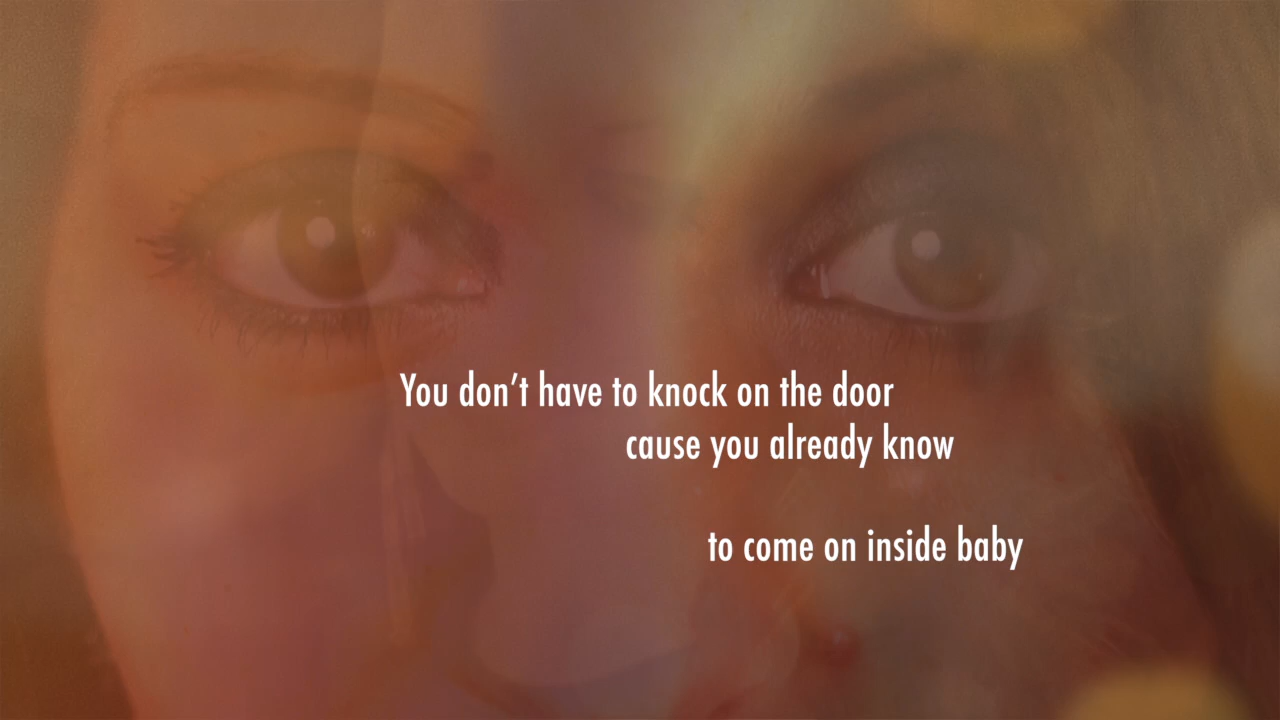 You don’t have to knock on the door
cause you already know
to come on inside baby